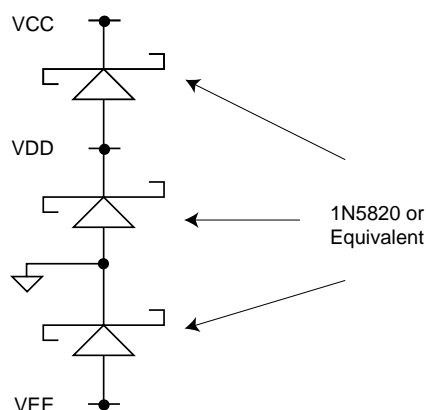 VCC
VDD
1N5820 or
Equivalent
VEE